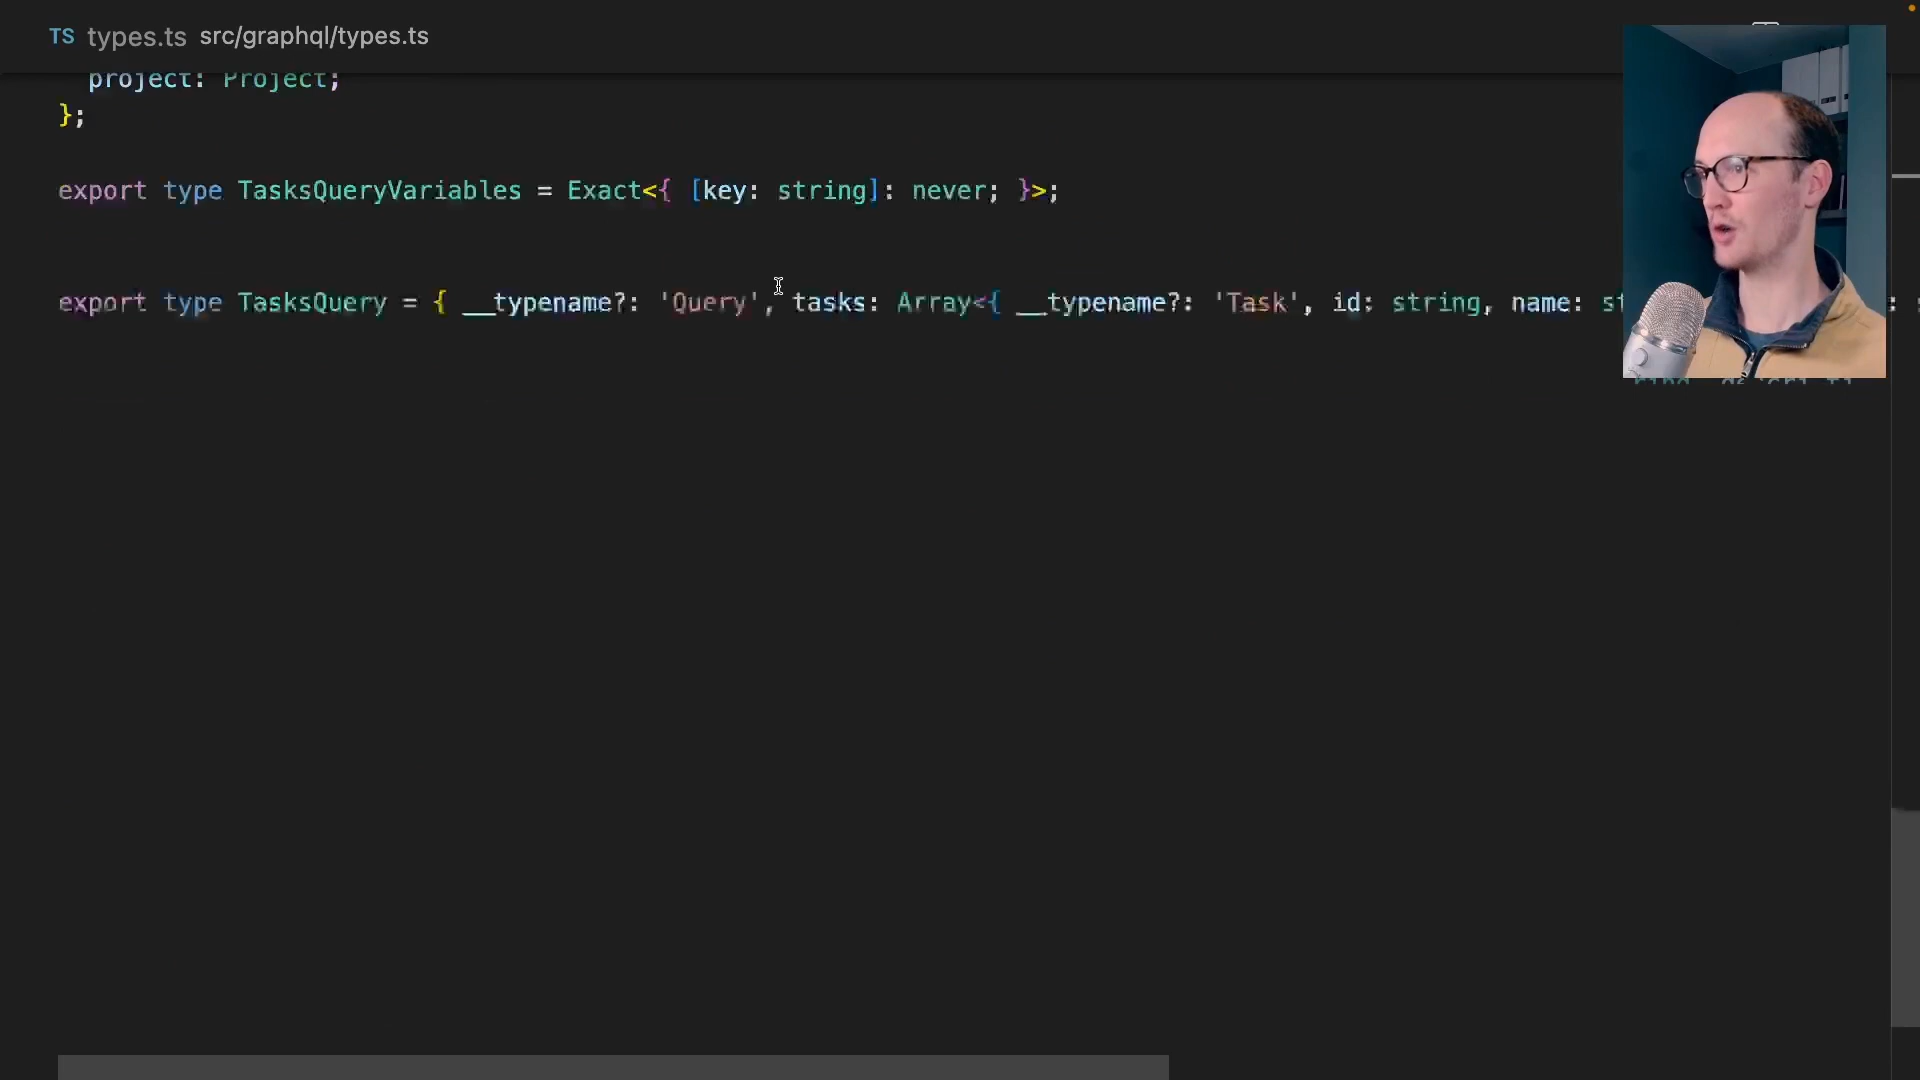 TS types.ts src/graphql/types.ts
project: Project;
};
export type TasksQueryVariables = Exact<{ [key: string]: never; }>;
export type TasksQuery = { __typename?: 'Query', tasks: Array<{ __typename?: 'Task', id: string, name: st